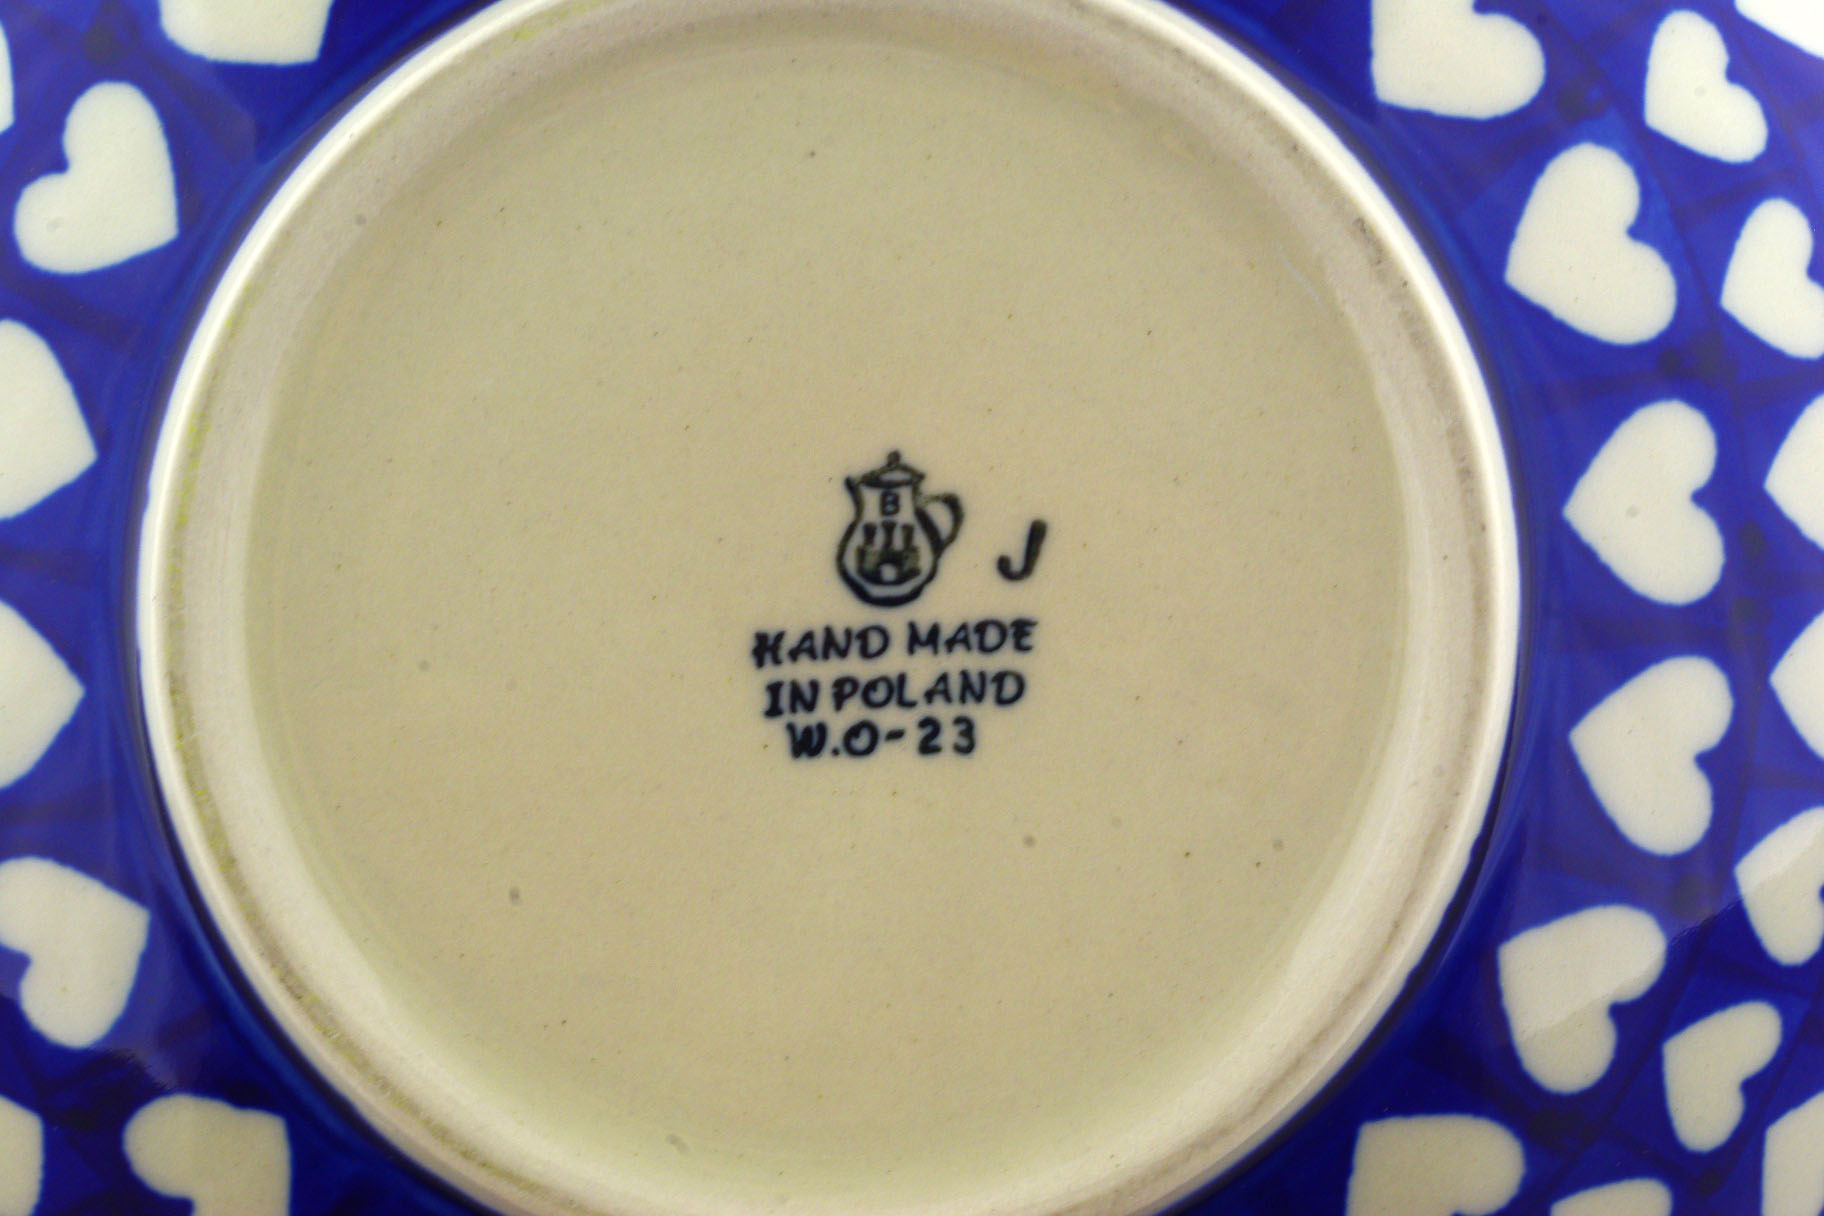 B
J
HAND MADE
IN POLAND
W.O-23